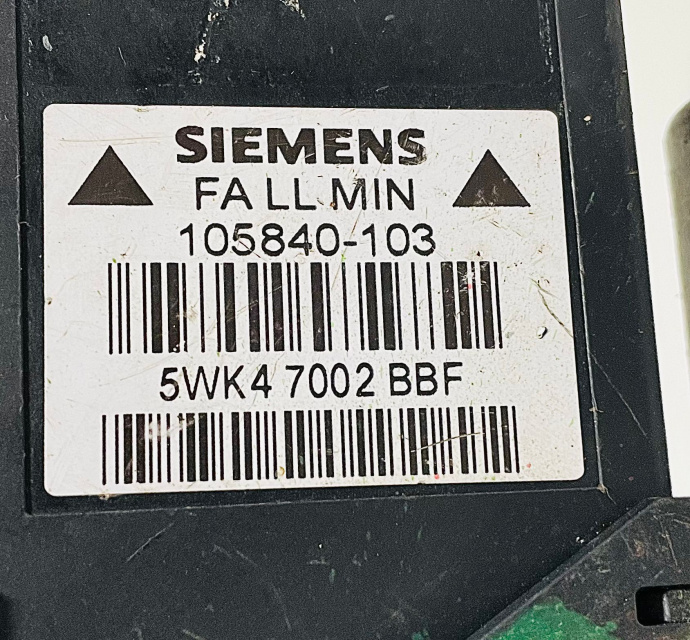 SIEMENS
FA LL MIN
105840-103
5WK4 7002 BBF